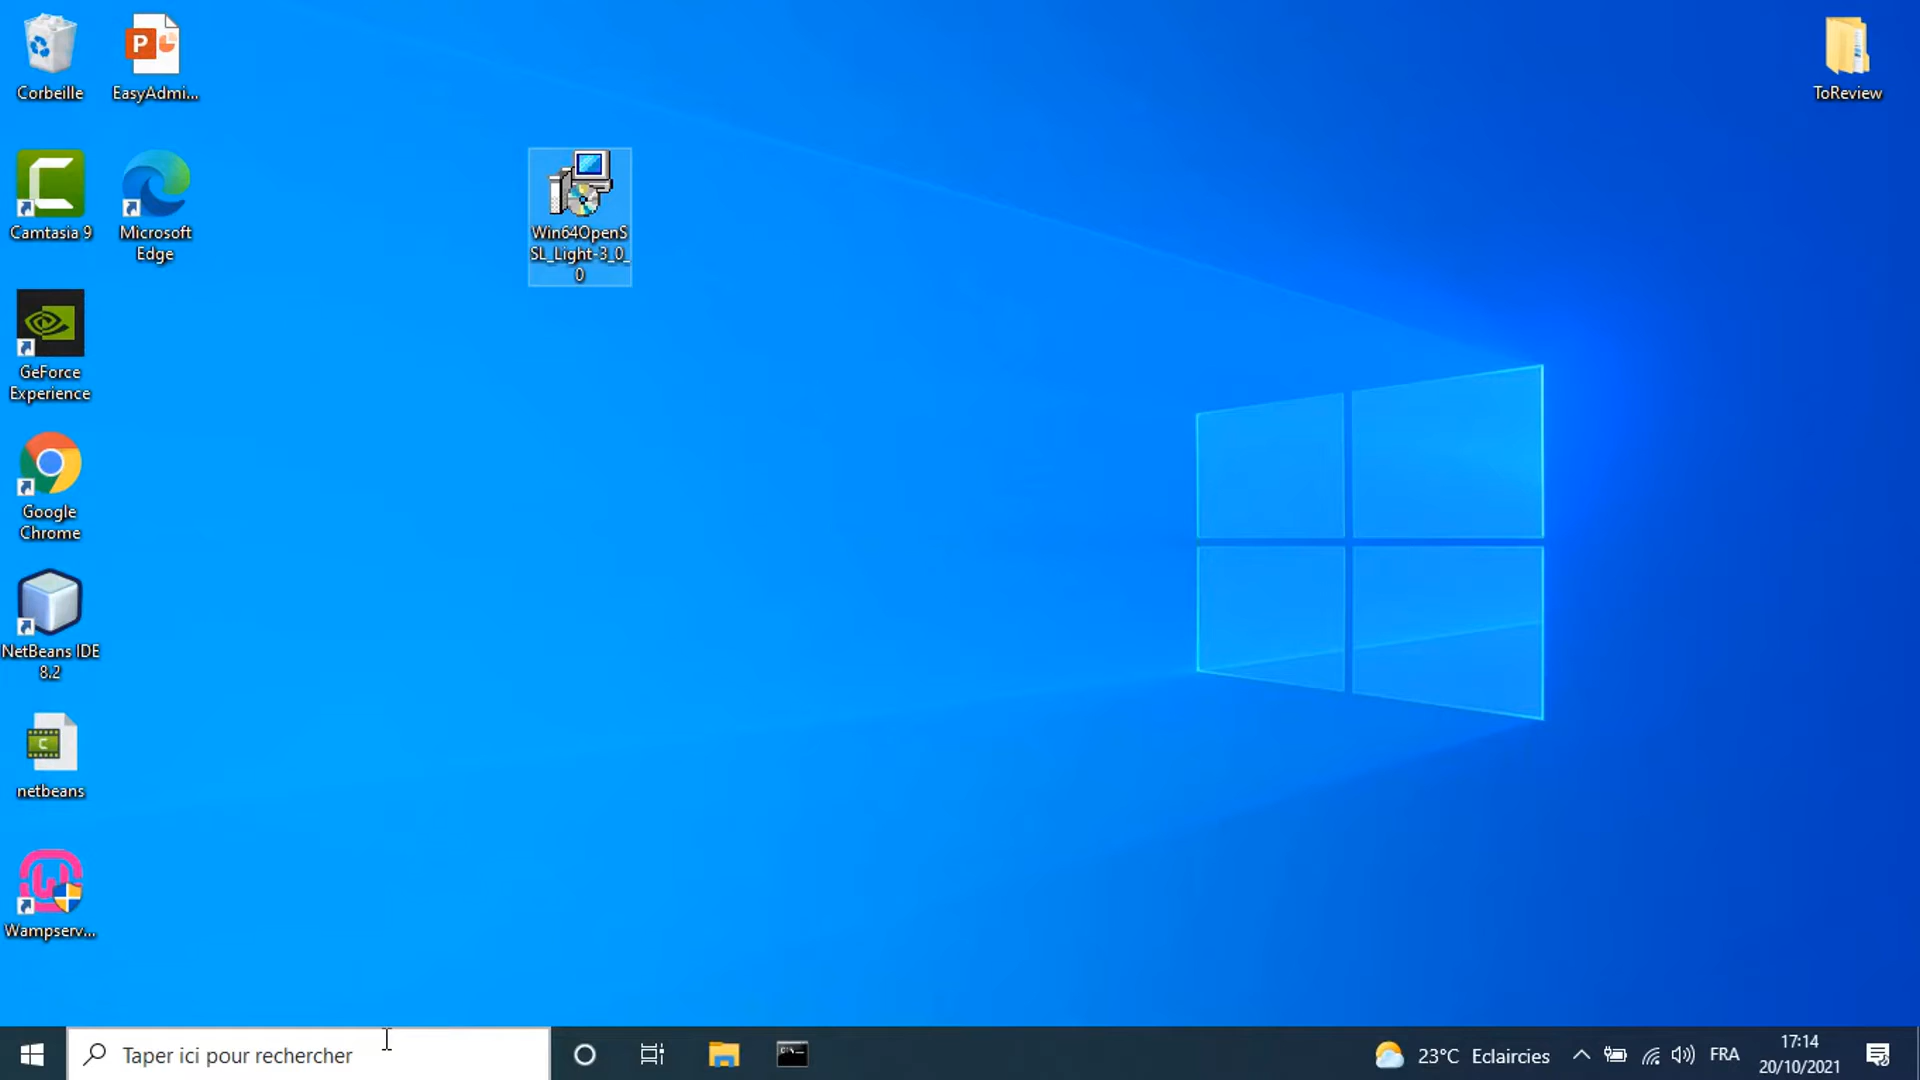 Corbeille
EasyAdmi...
ToReview
Camtasia 9
Microsoft
Edge
Win64OpenS
SL_Light-3_0_
0
GeForce
Experience
Google
Chrome
NetBeans IDE
8.2
netbeans
Wampserv...
Taper ici pour rechercher
23°C Eclaircies
FRA
17:14
20/10/2021